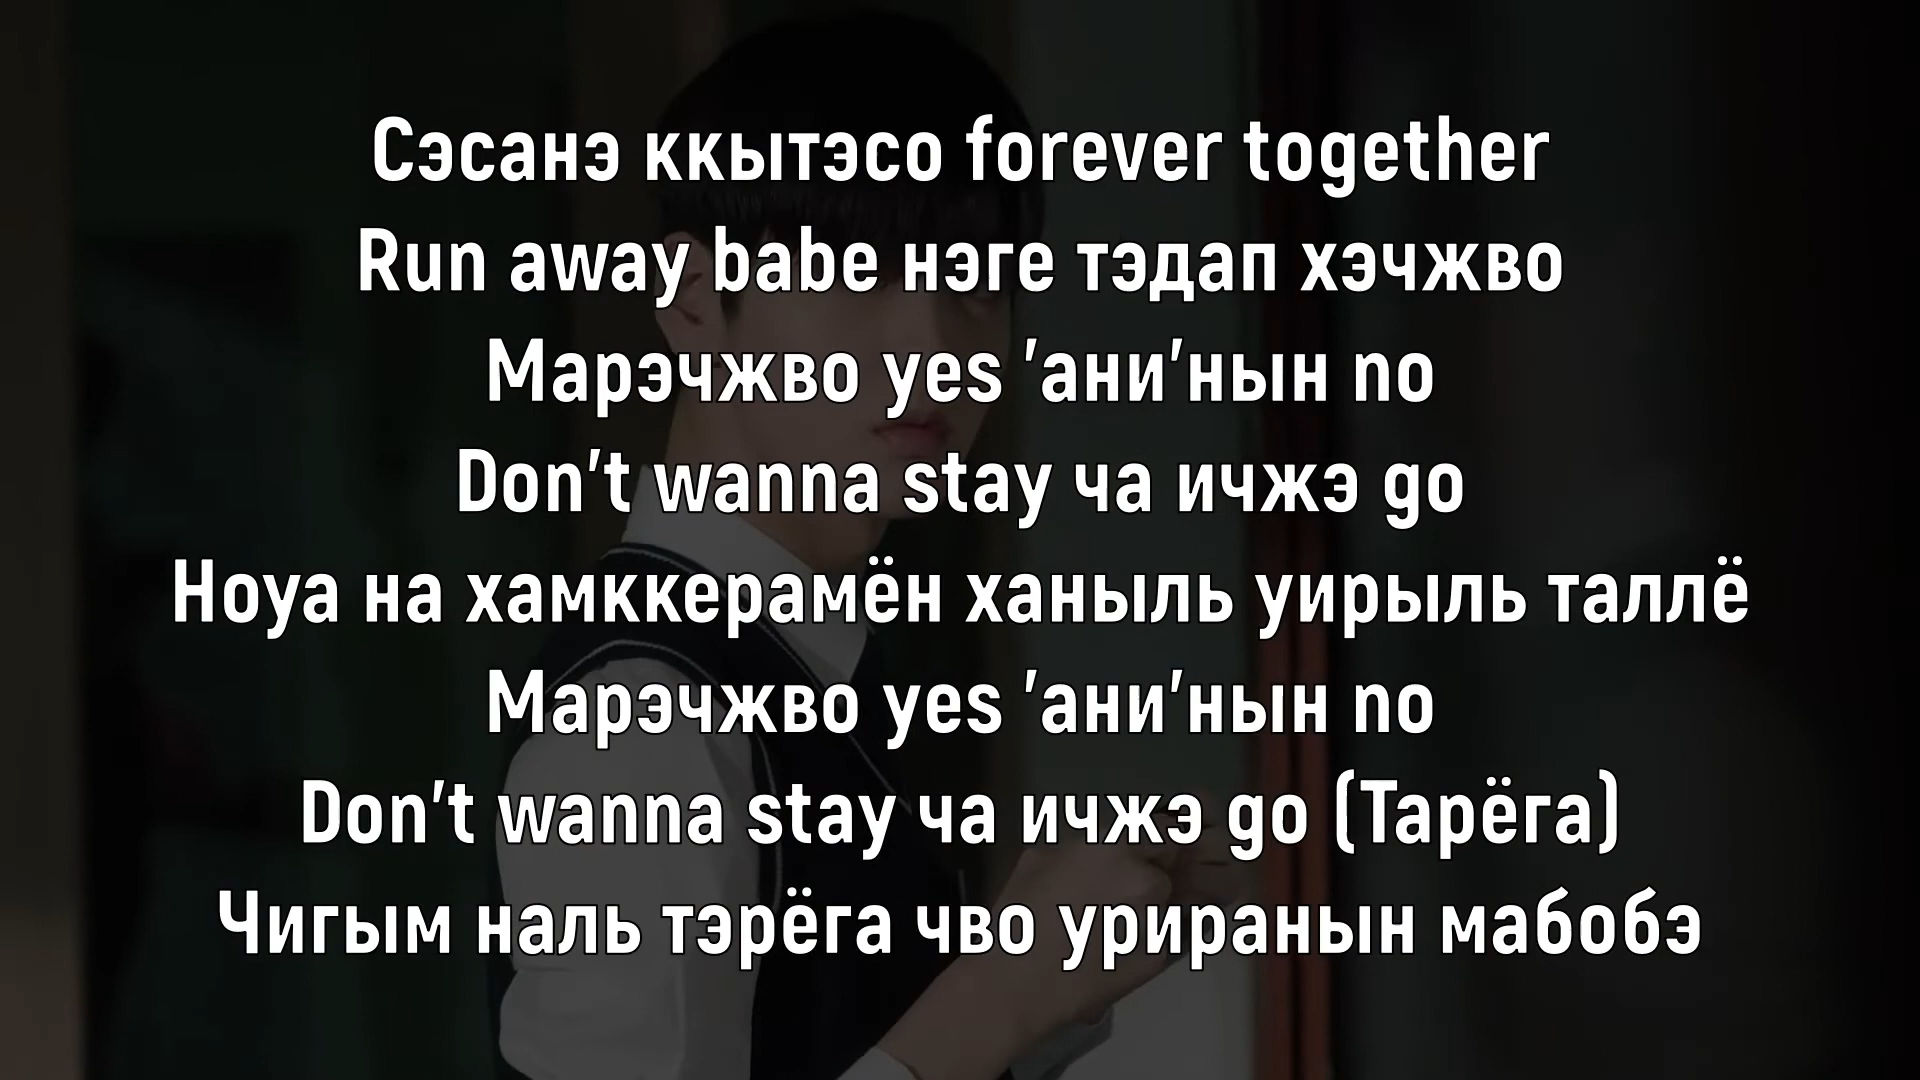 Сэсанэ ккытэсо forever together
Run away babe нэге тэдап хэчжво
Марэчжво yes 'ани'нын no
Don't wanna stay ча ичжэ go
Ноуа на хамккерамён ханыль уирыль таллё
Марэчжво yes 'ани'нын no
Don't wanna stay ча ичжэ go (Тарёга)
Чигым наль тэрёга чво уриранын мабобэ